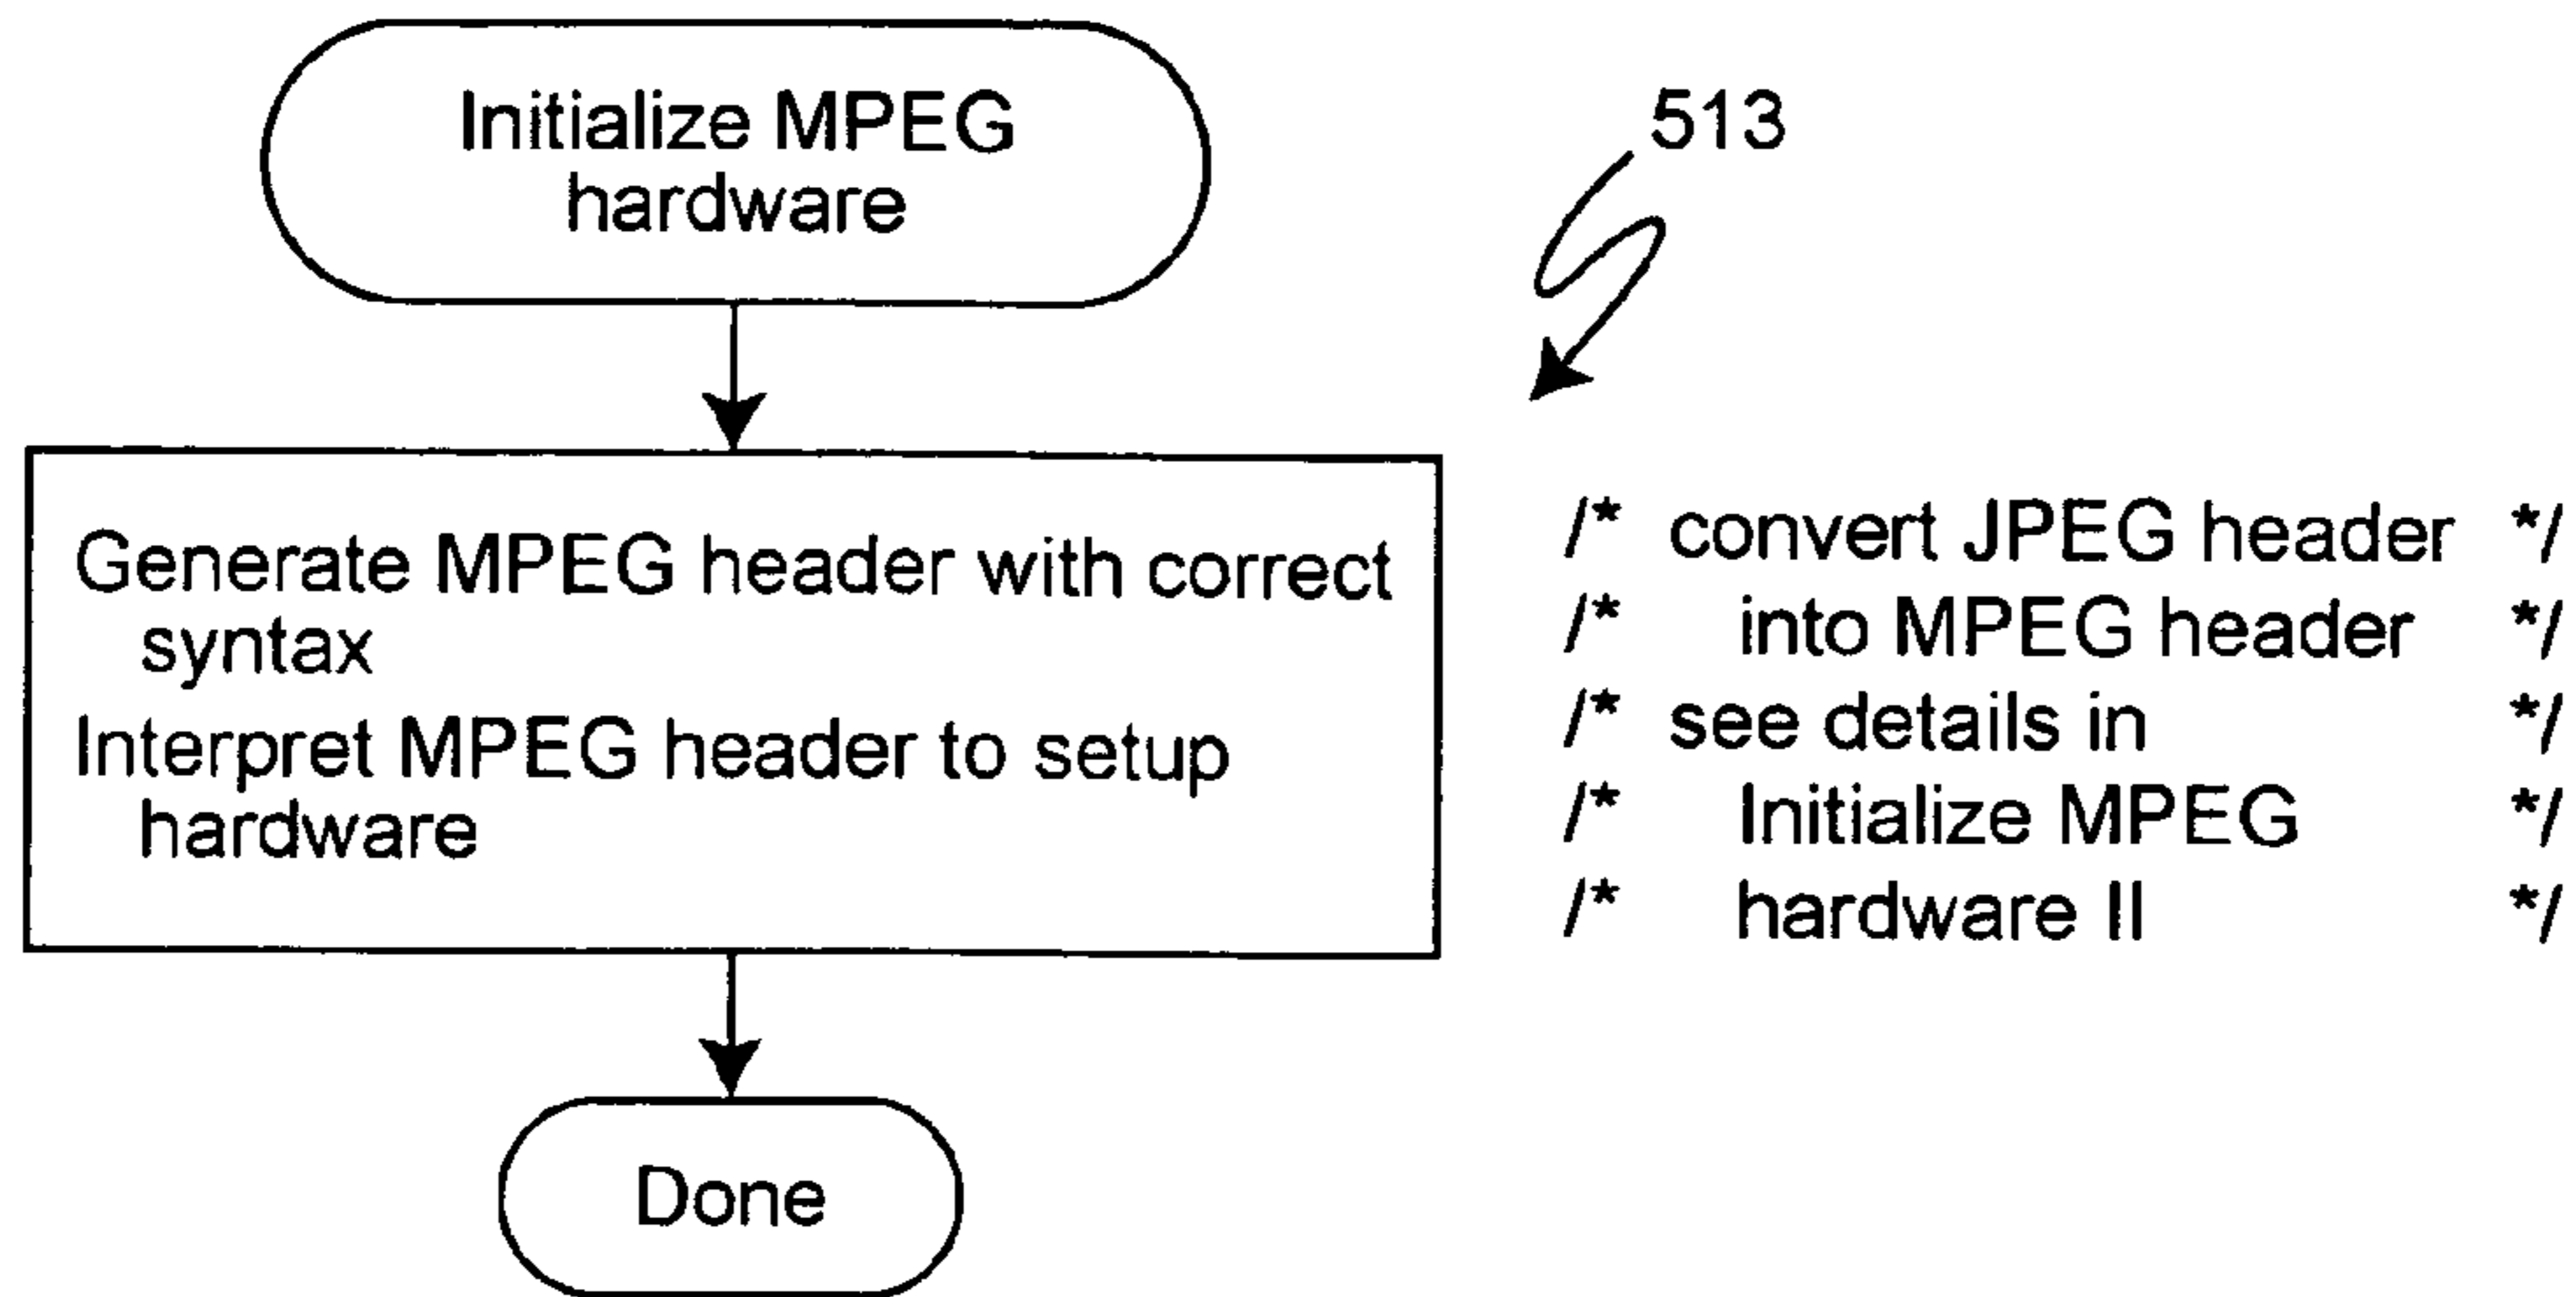 Initialize MPEG
hardware
513
Generate MPEG header with correct
syntax
Interpret MPEG header to setup
hardware
/* convert JPEG header */
/* into MPEG header */
/* see details in */
/* Initialize MPEG */
/* hardware II */
Done